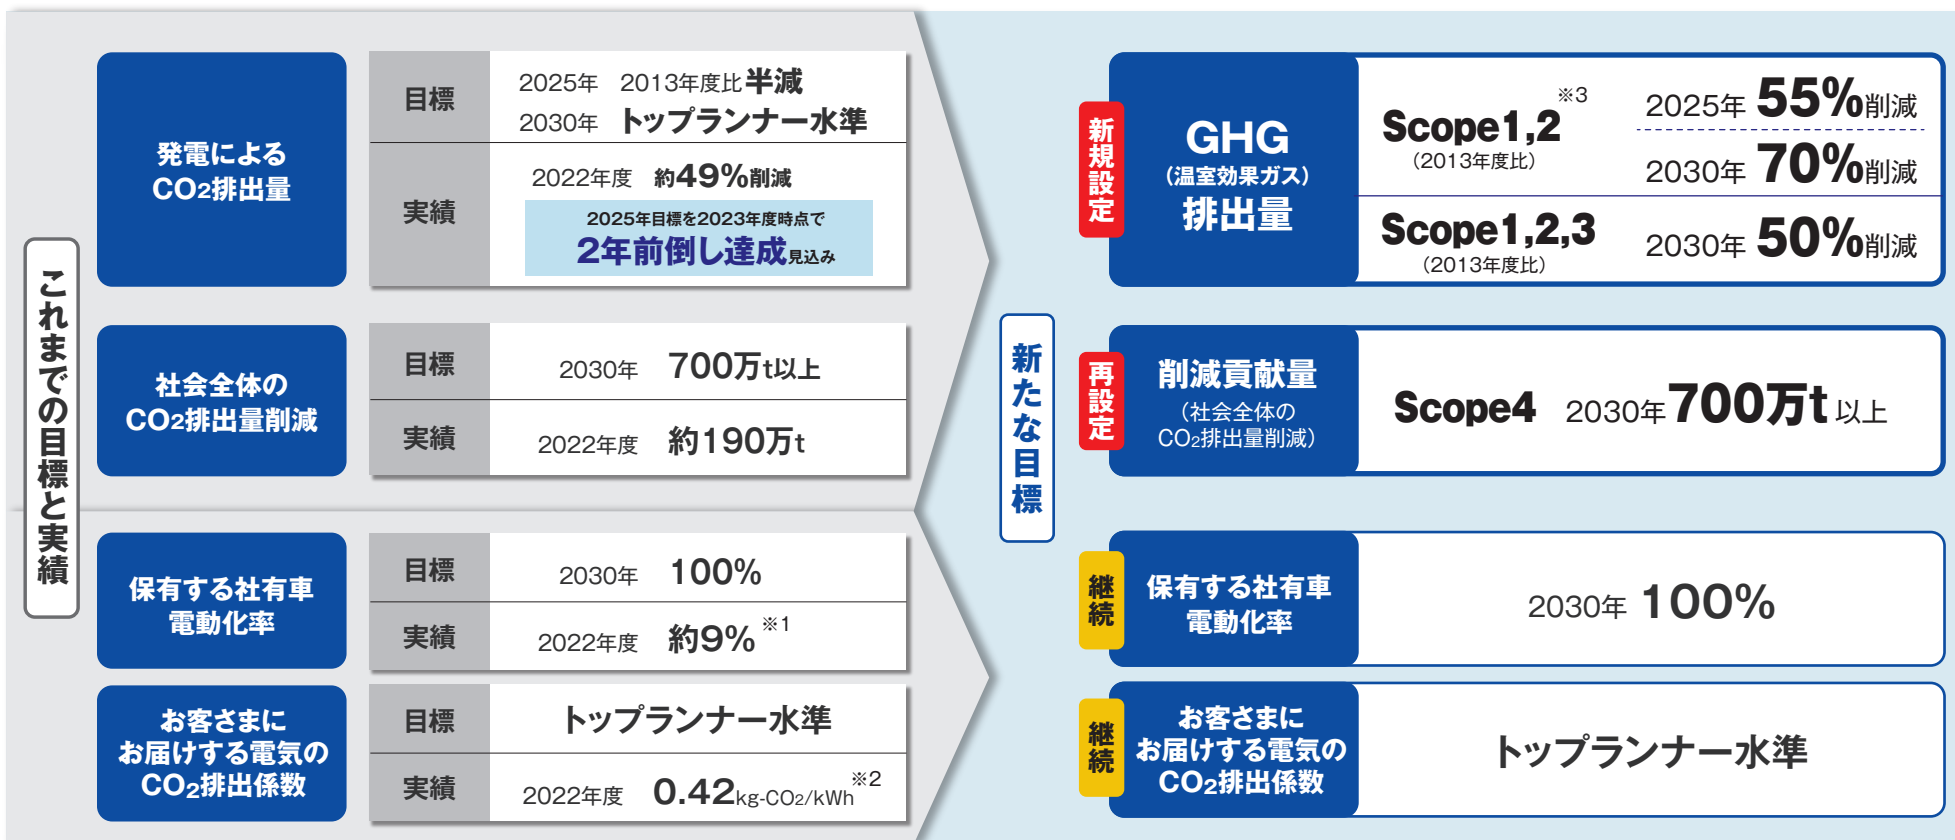 これまでの目標と実績
発電による
CO2排出量
目標
2025年 2013年度比半減
2030年 トップランナー水準
実績
2022年度 約49%削減
2025年目標を2023年度時点で
2年前倒し達成見込み
社会全体の
CO2排出量削減
目標
2030年 700万t以上
実績
2022年度 約190万t
保有する社有車
電動化率
目標
2030年 100%
実績
2022年度 約9%※1
お客さまに
お届けする電気の
CO2排出係数
目標
トップランナー水準
実績
2022年度 0.42kg-CO2/kWh※2
新たな目標
新規設定
GHG
(温室効果ガス)
排出量
Scope1,2※3
(2013年度比)
2025年 55%削減
2030年 70%削減
Scope1,2,3
(2013年度比)
2030年 50%削減
再設定
削減貢献量
(社会全体の
CO2排出量削減)
Scope4 2030年700万t以上
継続
保有する社有車
電動化率
2030年 100%
継続
お客さまに
お届けする電気の
CO2排出係数
トップランナー水準